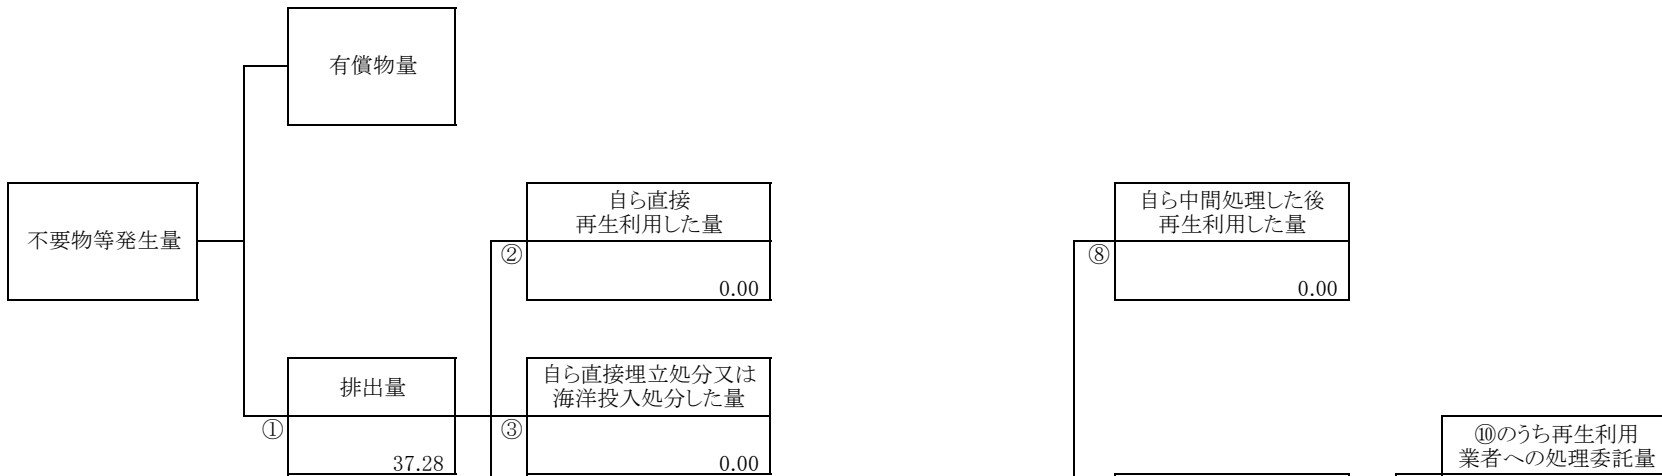 有償物量
不要物等発生量
自ら直接
再生利用した量
②
0.00
自ら中間処理した後
再生利用した量
⑧
0.00
排出量
①
37.28
自ら直接埋立処分又は
海洋投入処分した量
③
0.00
⑩のうち再生利用
業者への処理委託量